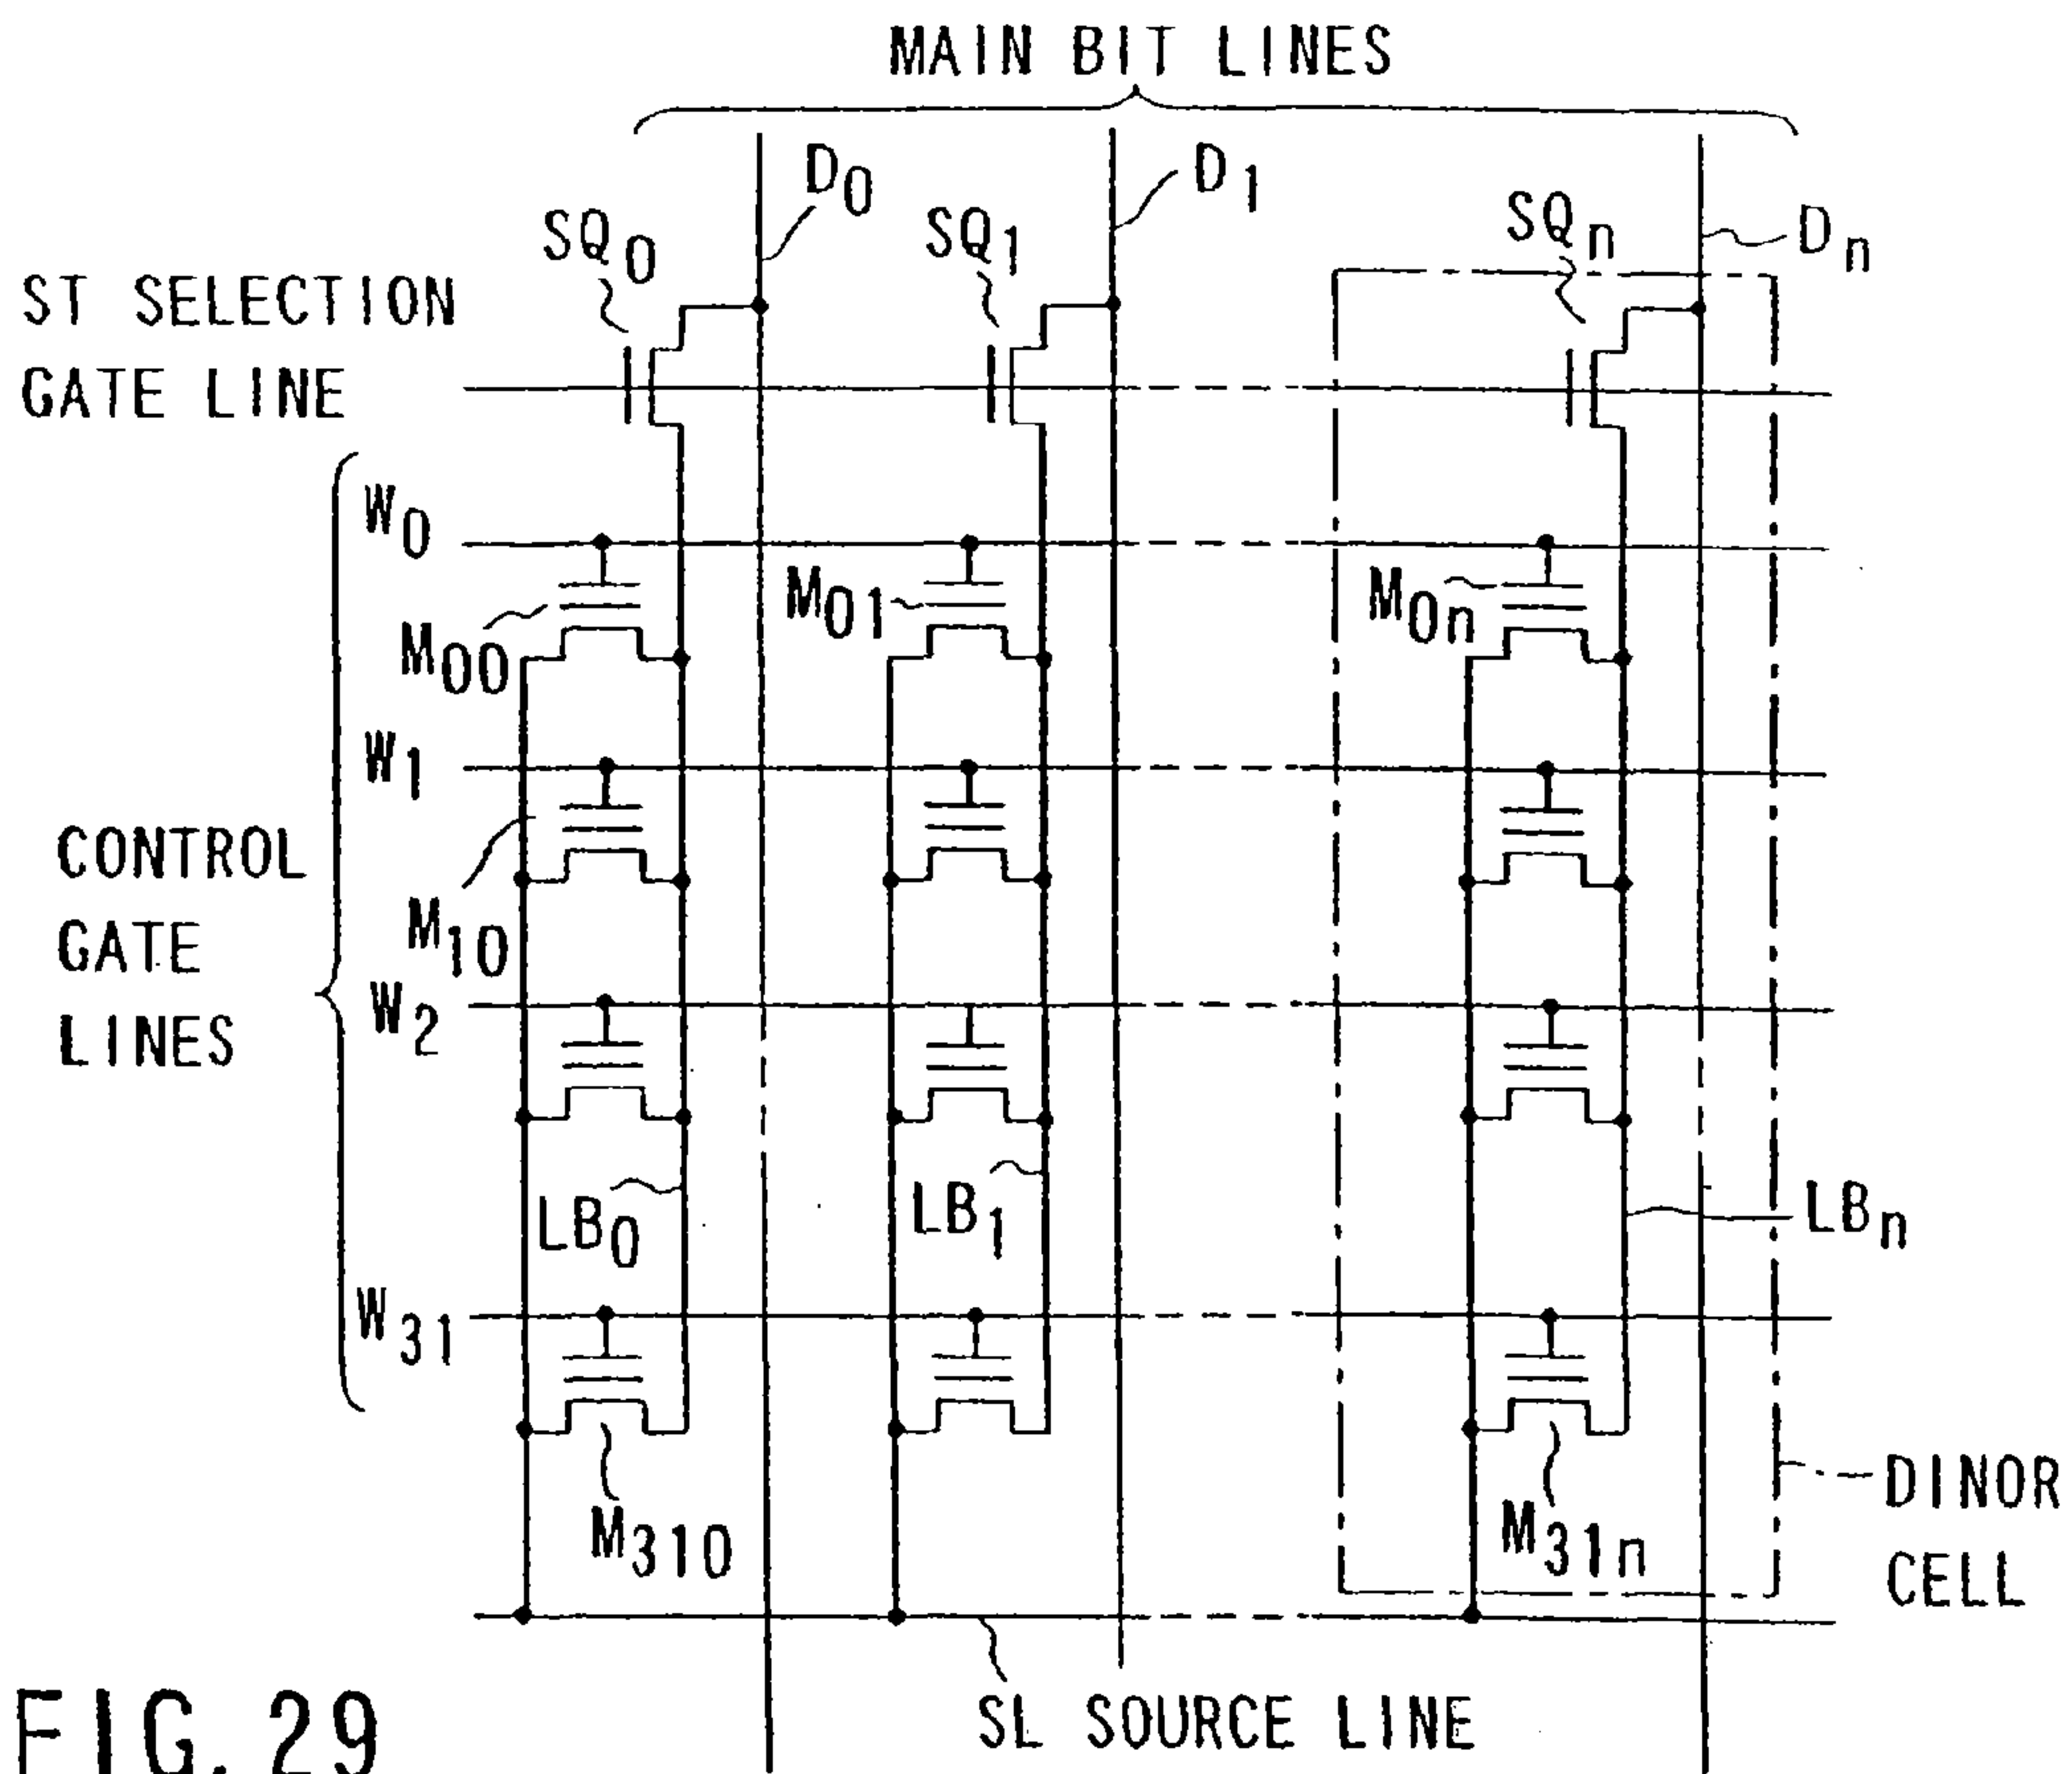 MAIN BIT LINES
D0
D1
SQ0
SQ1
SQn
Dn
ST SELECTION
GATE LINE
W0
M00
M01
M0n
W1
CONTROL
GATE
LINES
M10
W2
LB0
LB1
LBn
W31
M310
M31n
DINOR
CELL
SL SOURCE LINE
FIG. 29